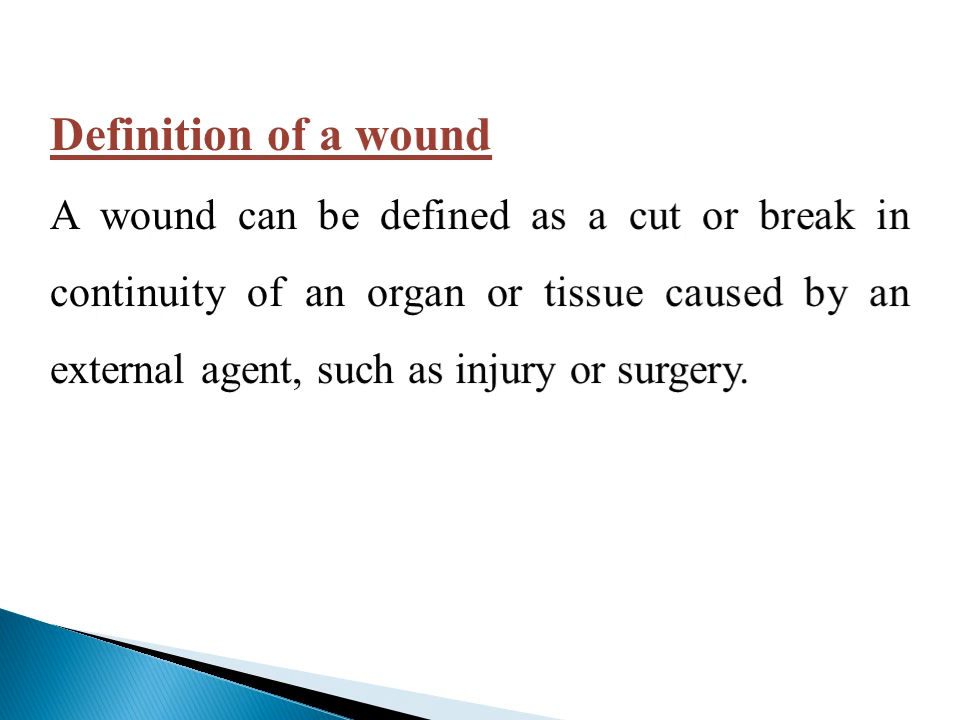 Definition of a wound
A wound can be defined as a cut or break in
continuity of an organ or tissue caused by an
external agent, such as injury or surgery.